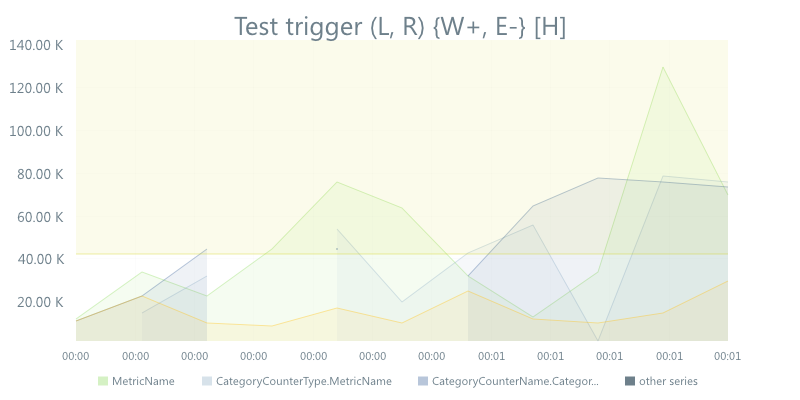 Test trigger (L, R) {W+, E-} [H]
140.00 K
120.00 K
100.00 K
80.00 K
60.00 K
40.00 K
20.00 K
00:00 00:00 00:00 00:00 00:00 00:00 00:00 00:01 00:01 00:01 00:01 00:01
MetricName CategoryCounterType.MetricName CategoryCounterName.Categor... other series